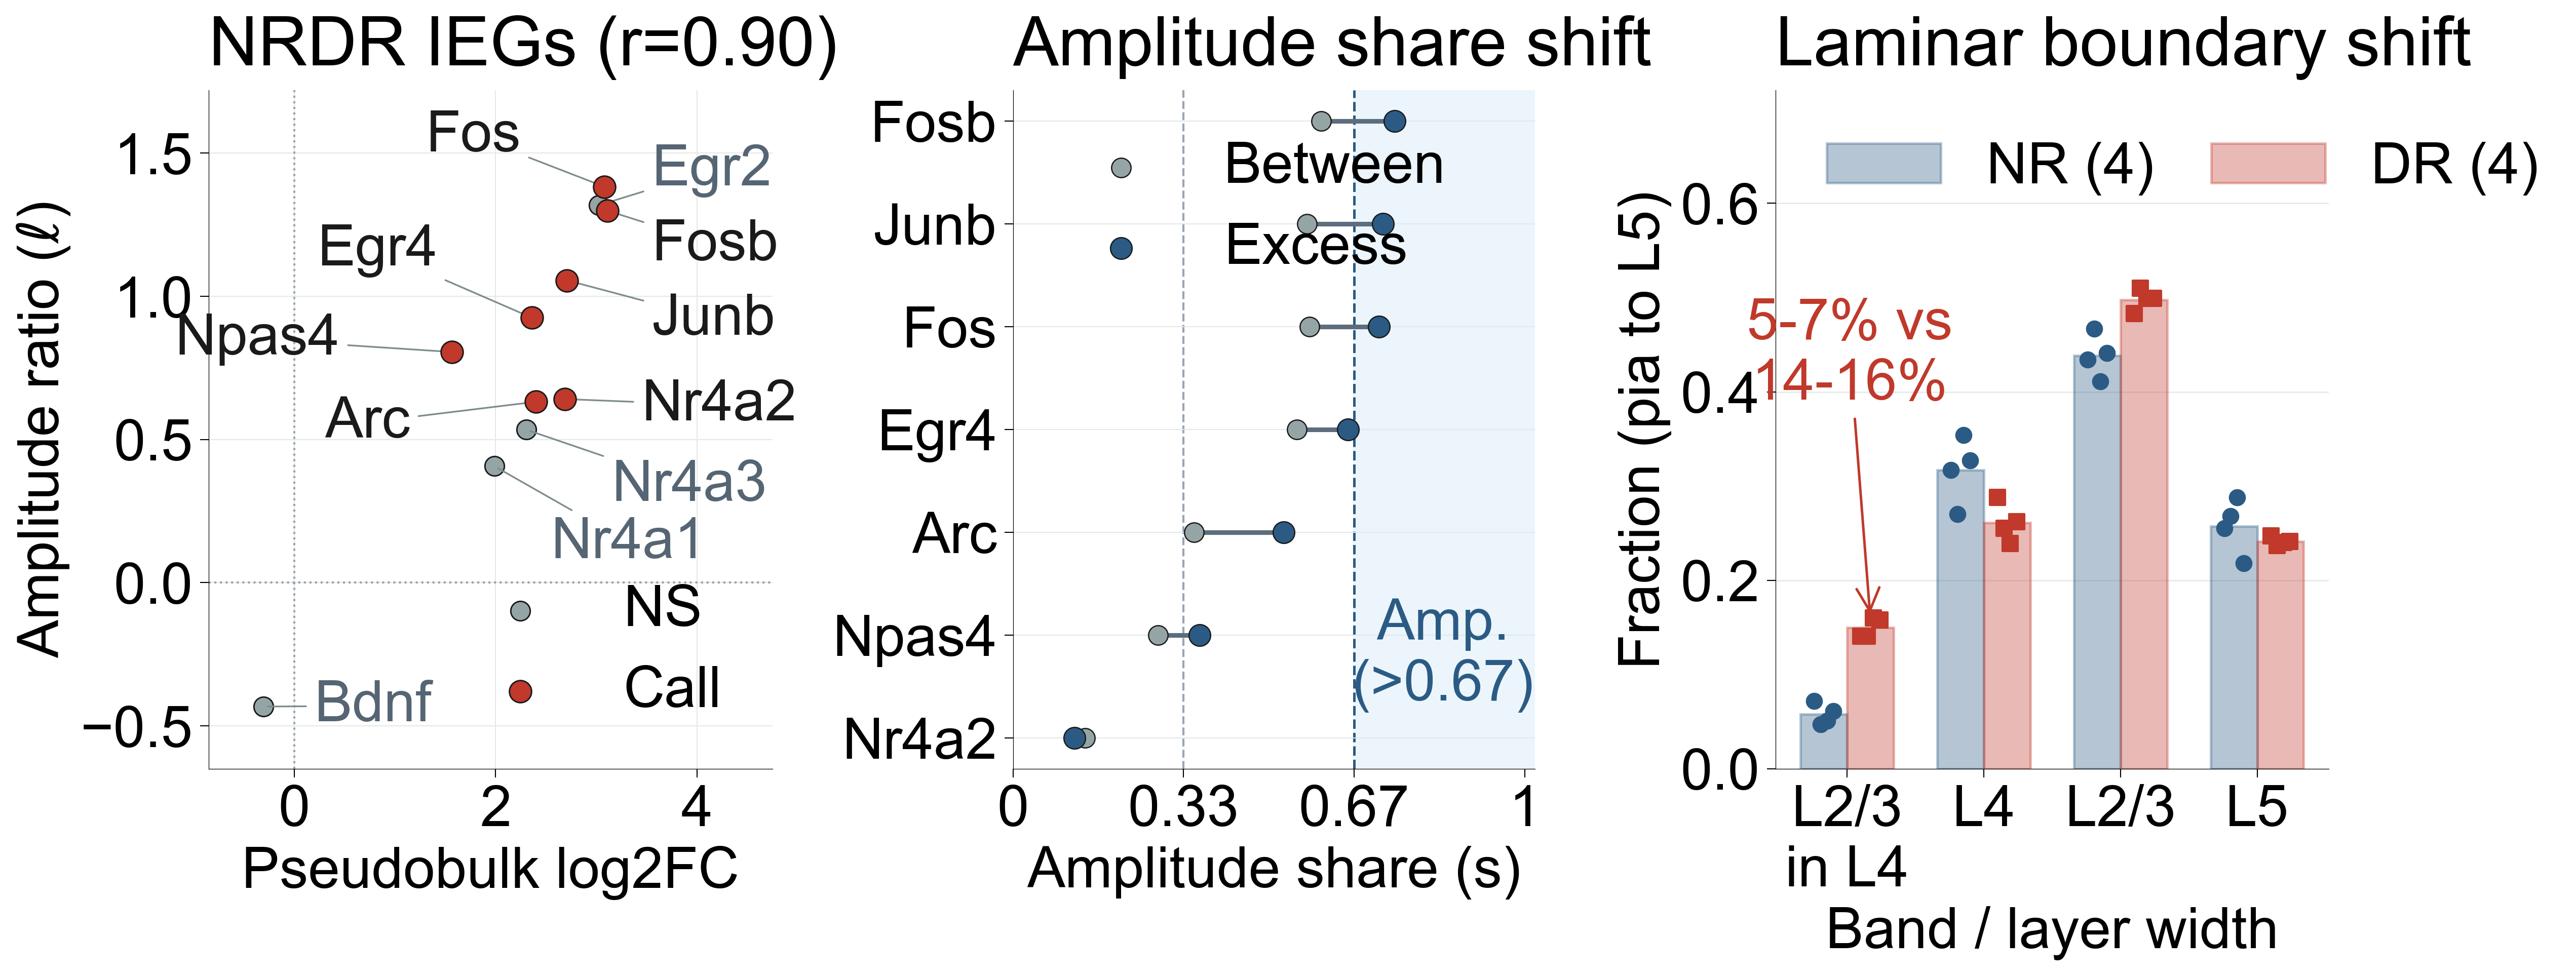 NRDR IEGs (r=0.90)
Amplitude ratio (ℓ)
1.5
1.0
0.5
0.0
−0.5
Fos
Egr2
Fosb
Egr4
Junb
Npas4
Nr4a2
Arc
Nr4a3
Nr4a1
NS
Call
Bdnf
0
2
4
Pseudobulk log2FC
Amplitude share shift
Fosb
Junb
Fos
Egr4
Arc
Npas4
Nr4a2
Between
Excess
Amp.
(>0.67)
0
0.33
0.67
1
Amplitude share (s)
Laminar boundary shift
Fraction (pia to L5)
0.6
0.4
0.2
0.0
NR (4)
DR (4)
5-7% vs
14-16%
L2/3
in L4
L4
L2/3
L5
Band / layer width